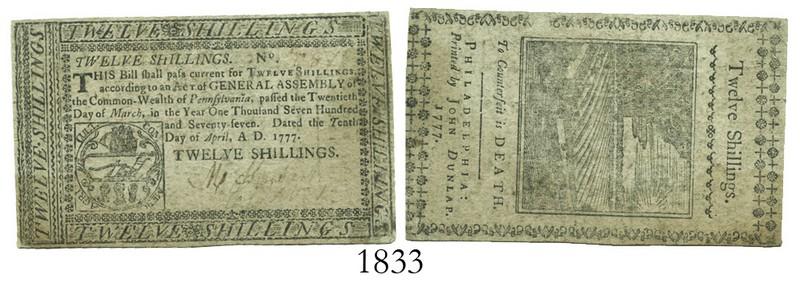 TWELVE SHILLINGS
TWELVE SHILLINGS
TWELVE SHILLINGS
TWELVE SHILLINGS. No.
THIS Bill shall pass current for TWELVE SHILLINGS,
according to an ACT of GENERAL ASSEMBLY of
the Common-Wealth of Pennsylvania, passed the Twentieth
Day of March, in the Year One Thousand Seven Hundred
and Seventy-seven. Dated the Tenth
Day of April, A. D. 1777.
TWELVE SHILLINGS.
TWELVE SHILLINGS
Twelve Shillings.
To Counterfeit is DEATH.
PHILADELPHIA:
Printed by JOHN DUNLAP.
1777.
1833